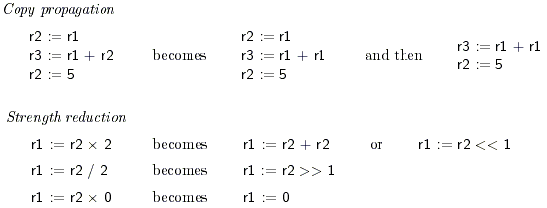 Copy propagation
r2 := r1 r2 := r1
r3 := r1 + r2 becomes r3 := r1 + r1 and then r3 := r1 + r1
r2 := 5 r2 := 5 r2 := 5
Strength reduction
r1 := r2 × 2 becomes r1 := r2 + r2 or r1 := r2 << 1
r1 := r2 / 2 becomes r1 := r2 >> 1
r1 := r2 × 0 becomes r1 := 0